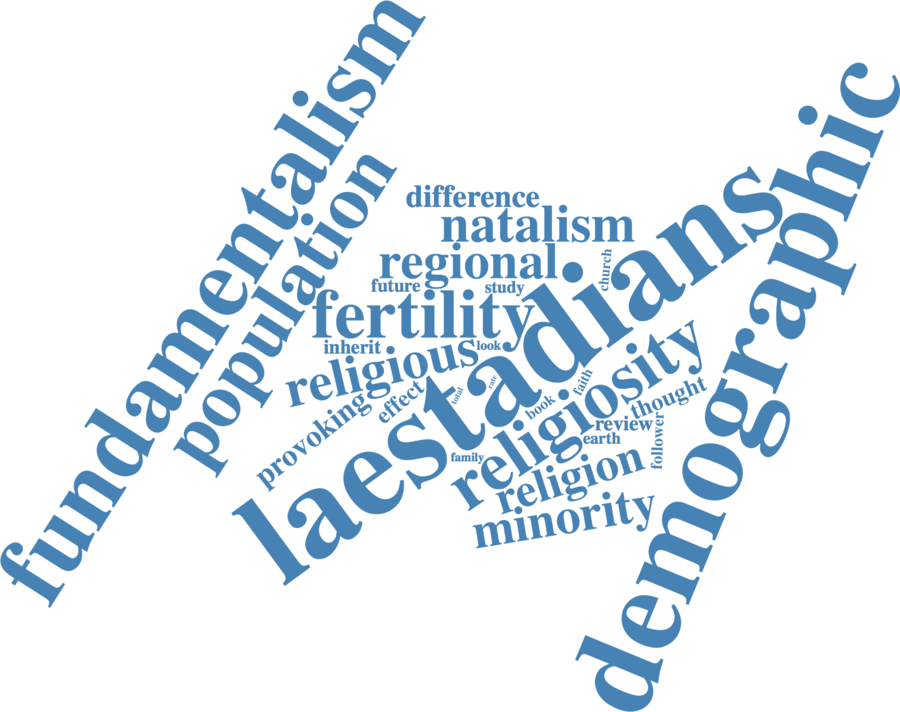 fundamentalism
population
difference
natalism
regional
church
future
study
fertility
laestadians
demographic
inherit
look
religious
provoking
effect
total
rate
religiosity
faith
book
thought
review
follower
earth
family
religion
minority